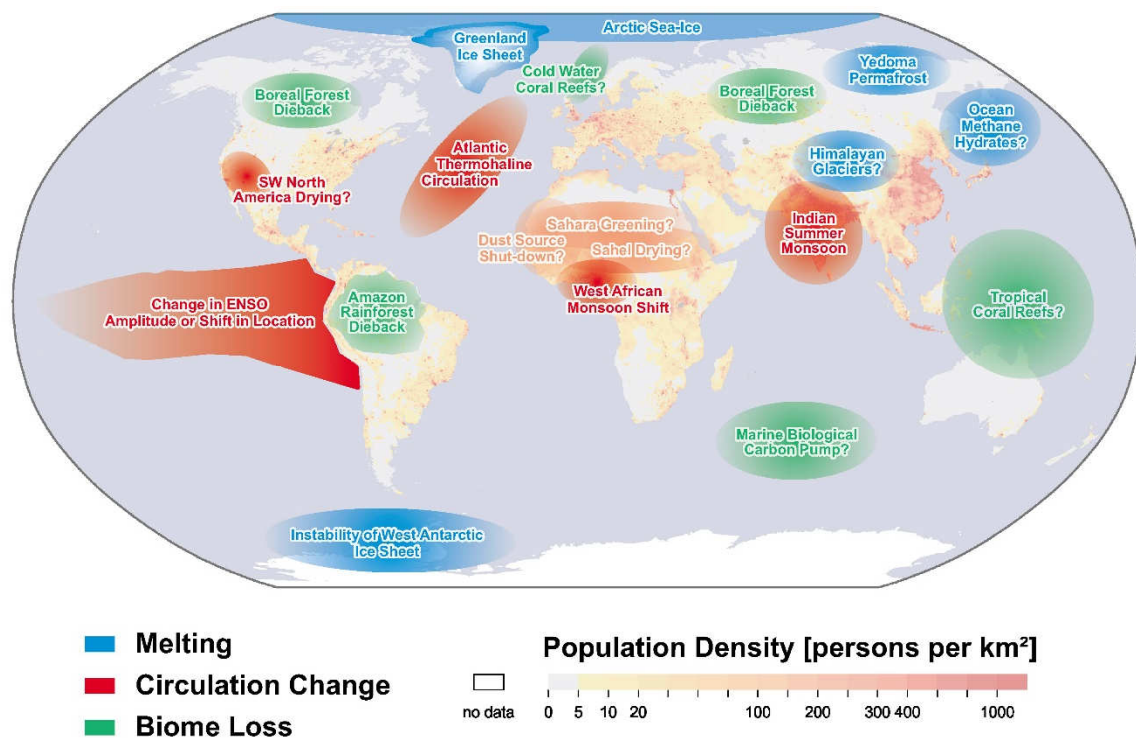 Arctic Sea-Ice
Greenland
Ice Sheet
Cold Water
Coral Reefs?
Yedoma
Permafrost
Boreal Forest
Dieback
Boreal Forest
Dieback
Ocean
Methane
Hydrates?
Atlantic
Thermohaline
Circulation
Himalayan
Glaciers?
SW North
America Drying?
Sahara Greening?
Dust Source
Shut-down?
Sahel Drying?
Indian
Summer
Monsoon
West African
Monsoon Shift
Change in ENSO
Amplitude or Shift in Location
Amazon
Rainforest
Dieback
Tropical
Coral Reefs?
Marine Biological
Carbon Pump?
Instability of West Antarctic
Ice Sheet
Melting
Circulation Change
Biome Loss
Population Density [persons per km²]
no data
0 5 10 20 100 200 300 400 1000